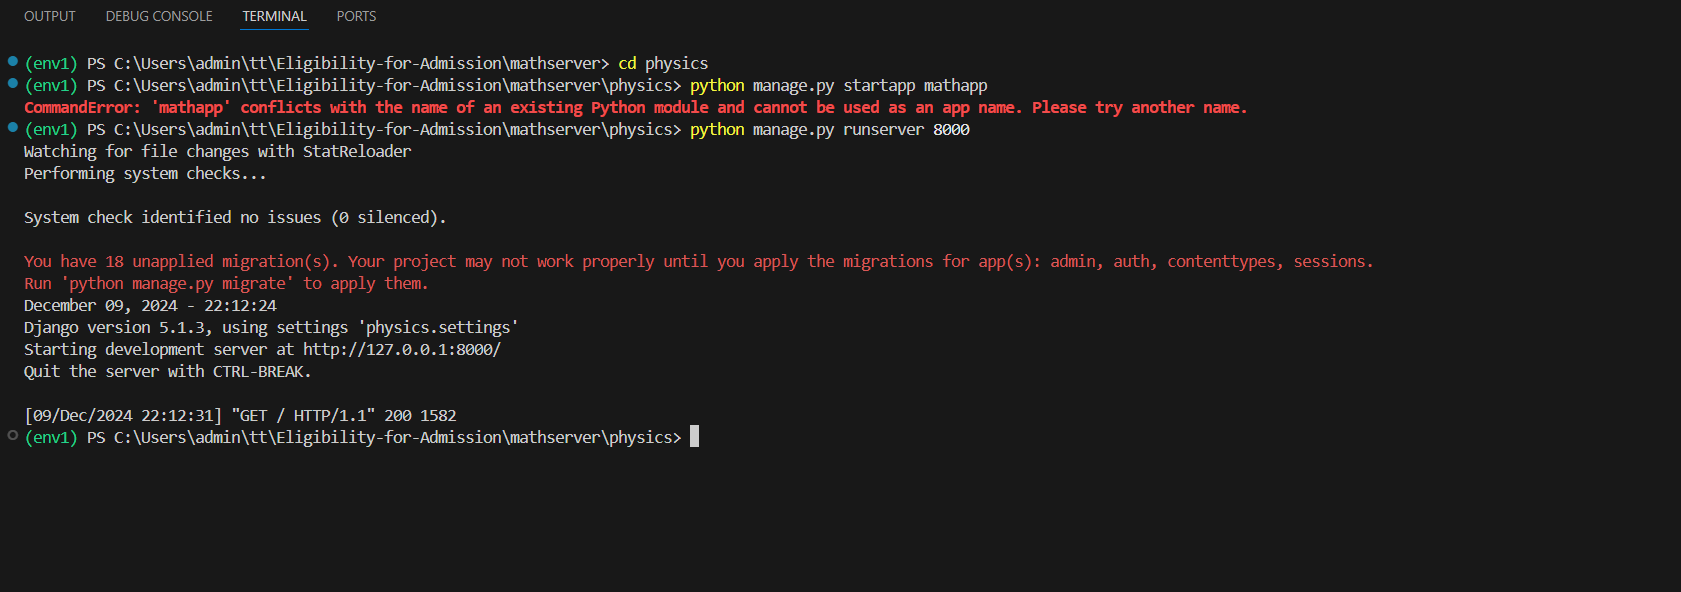 OUTPUT DEBUG CONSOLE TERMINAL PORTS
(env1) PS C:\Users\admin\tt\Eligibility-for-Admission\mathserver> cd physics
(env1) PS C:\Users\admin\tt\Eligibility-for-Admission\mathserver\physics> python manage.py startapp mathapp
CommandError: 'mathapp' conflicts with the name of an existing Python module and cannot be used as an app name. Please try another name.
(env1) PS C:\Users\admin\tt\Eligibility-for-Admission\mathserver\physics> python manage.py runserver 8000
Watching for file changes with StatReloader
Performing system checks...
System check identified no issues (0 silenced).
You have 18 unapplied migration(s). Your project may not work properly until you apply the migrations for app(s): admin, auth, contenttypes, sessions.
Run 'python manage.py migrate' to apply them.
December 09, 2024 - 22:12:24
Django version 5.1.3, using settings 'physics.settings'
Starting development server at http://127.0.0.1:8000/
Quit the server with CTRL-BREAK.
[09/Dec/2024 22:12:31] "GET / HTTP/1.1" 200 1582
(env1) PS C:\Users\admin\tt\Eligibility-for-Admission\mathserver\physics>